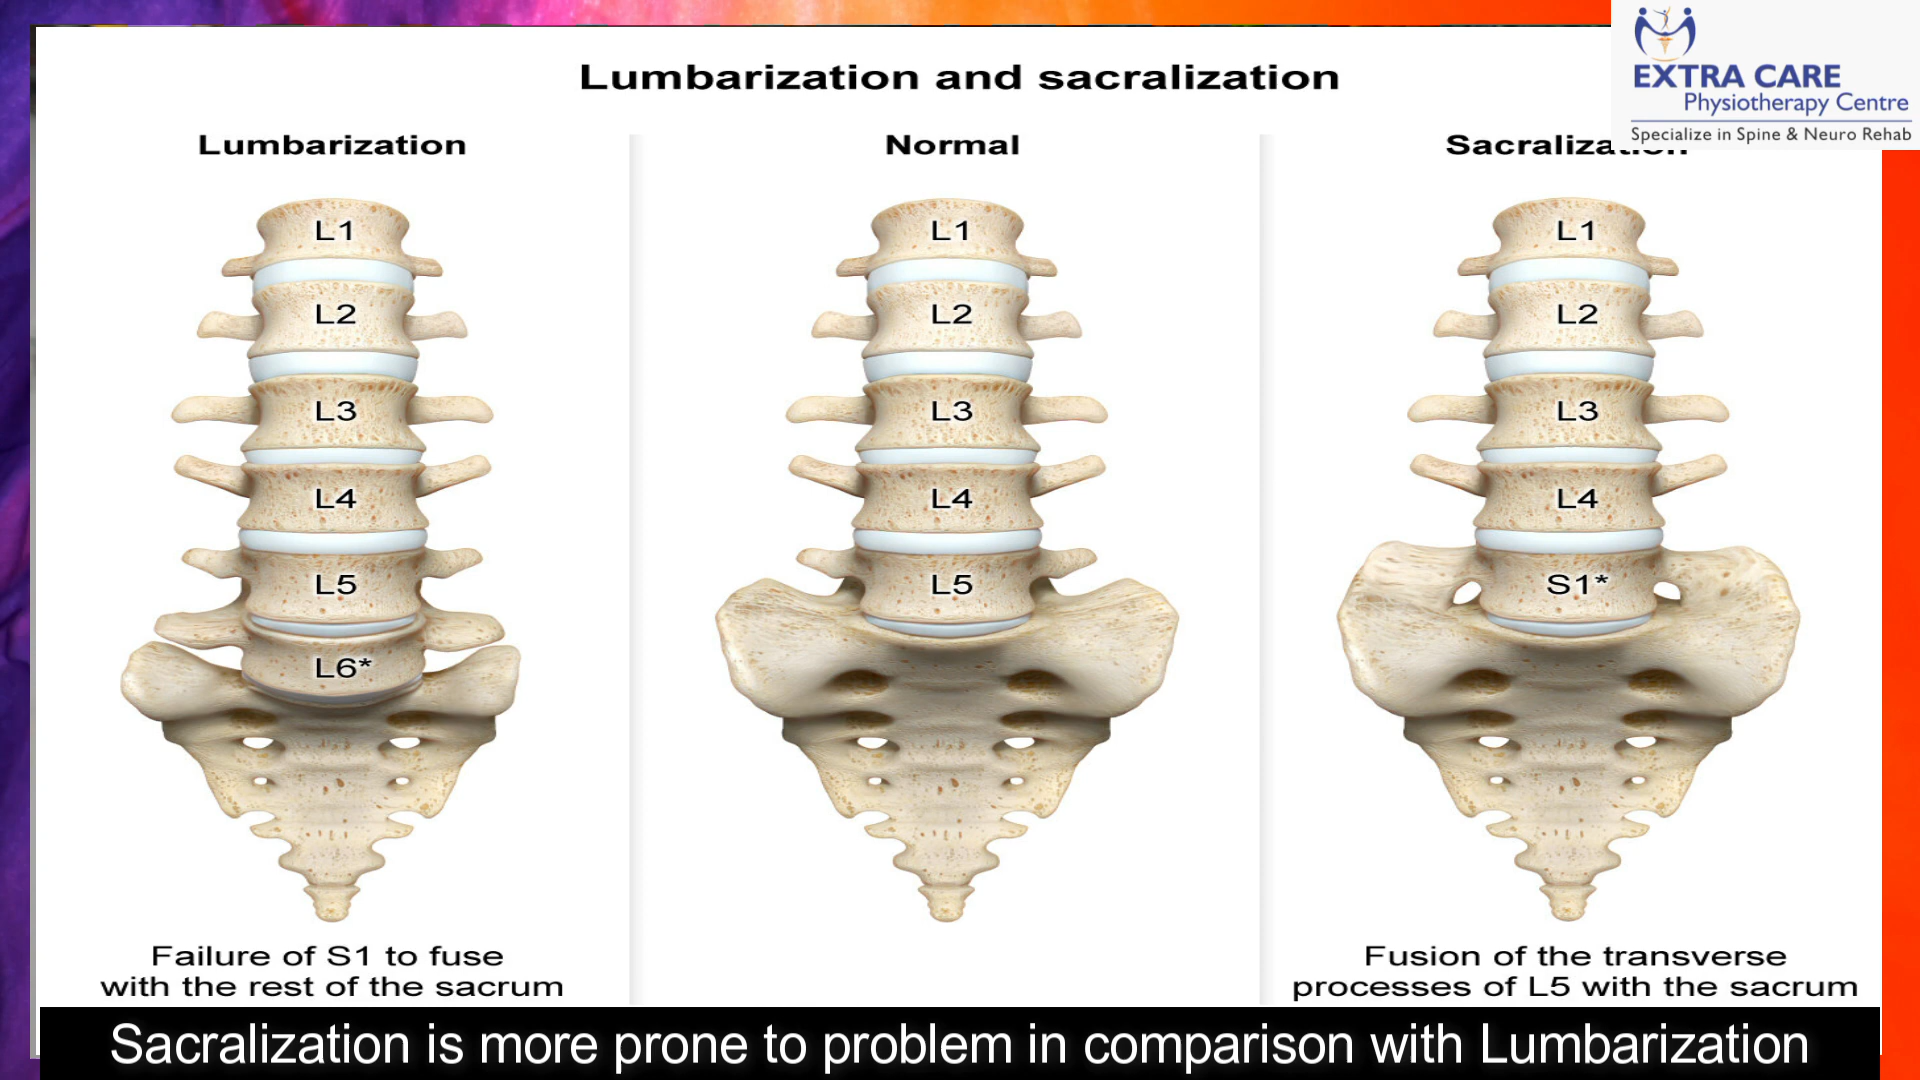 Lumbarization and sacralization
EXTRA CARE
Physiotherapy Centre
Specialize in Spine & Neuro Rehab
Lumbarization
Normal
Sacralization
L1
L2
L3
L4
L5
L6*
L1
L2
L3
L4
L5
L1
L2
L3
L4
S1*
Failure of S1 to fuse
with the rest of the sacrum
Fusion of the transverse
processes of L5 with the sacrum
Sacralization is more prone to problem in comparison with Lumbarization